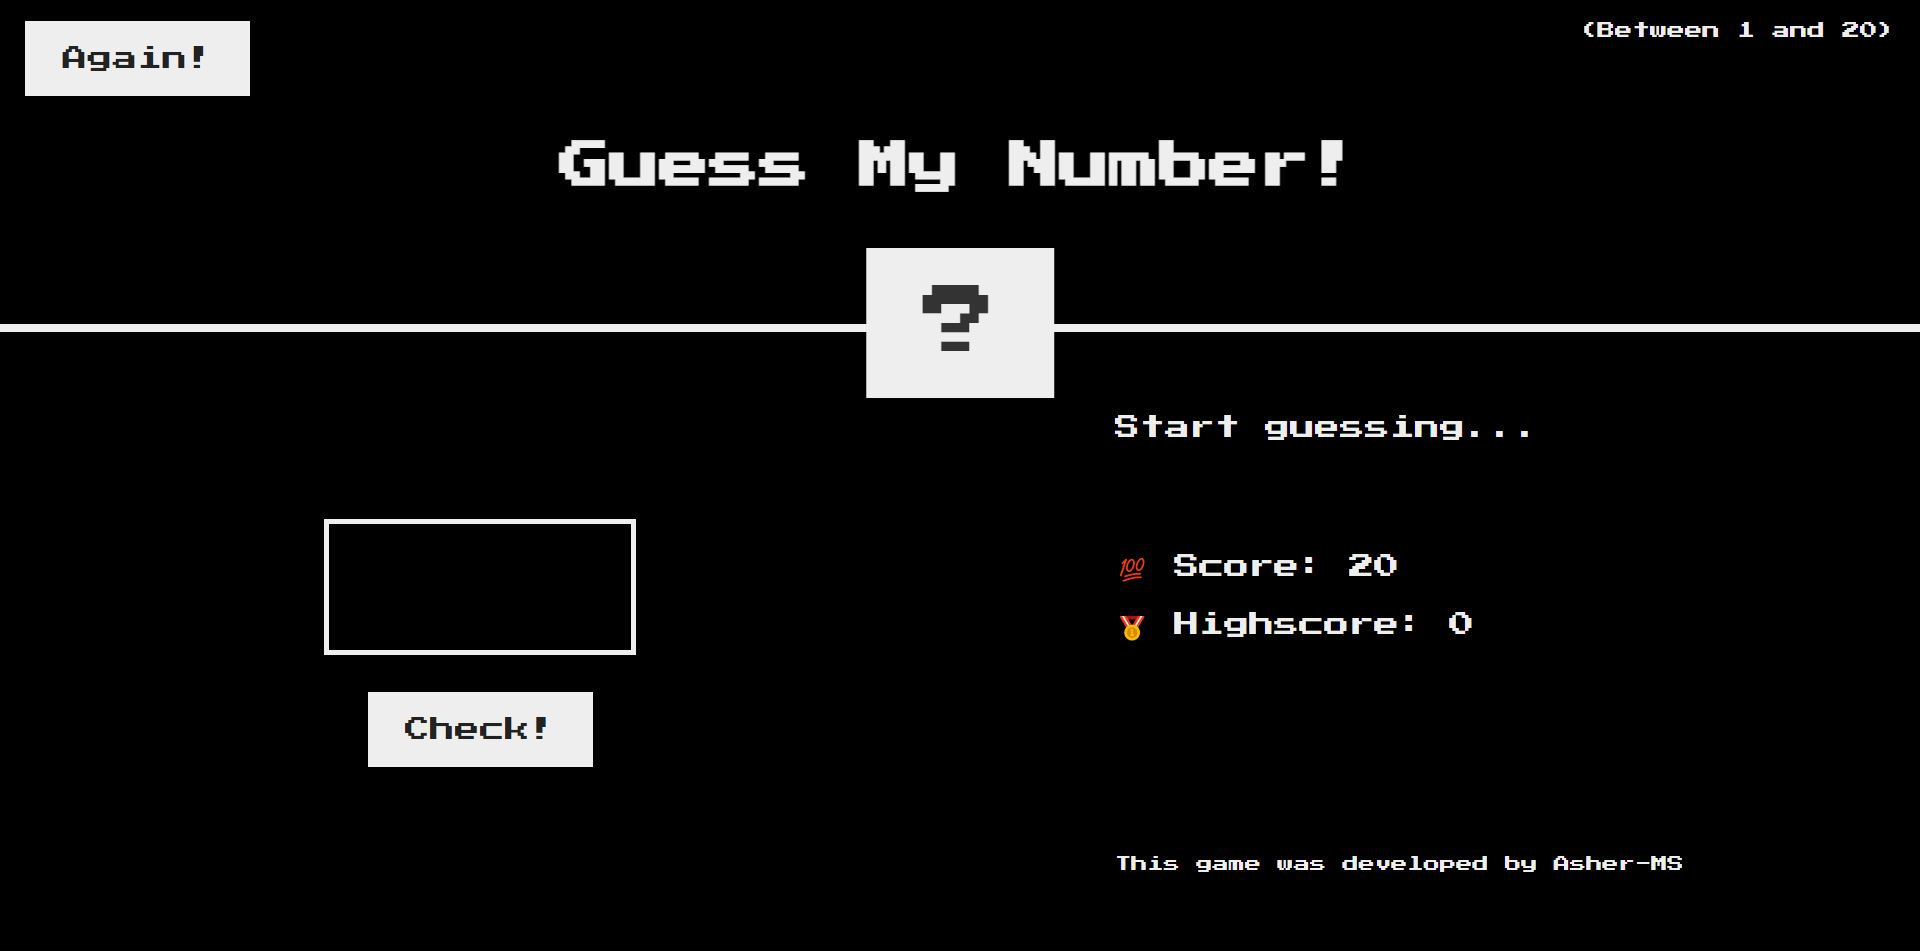 Again!
(Between 1 and 20)
Guess My Number!
?
Start guessing...
💯 Score: 20
🥇 Highscore: 0
Check!
This game was developed by Asher-MS